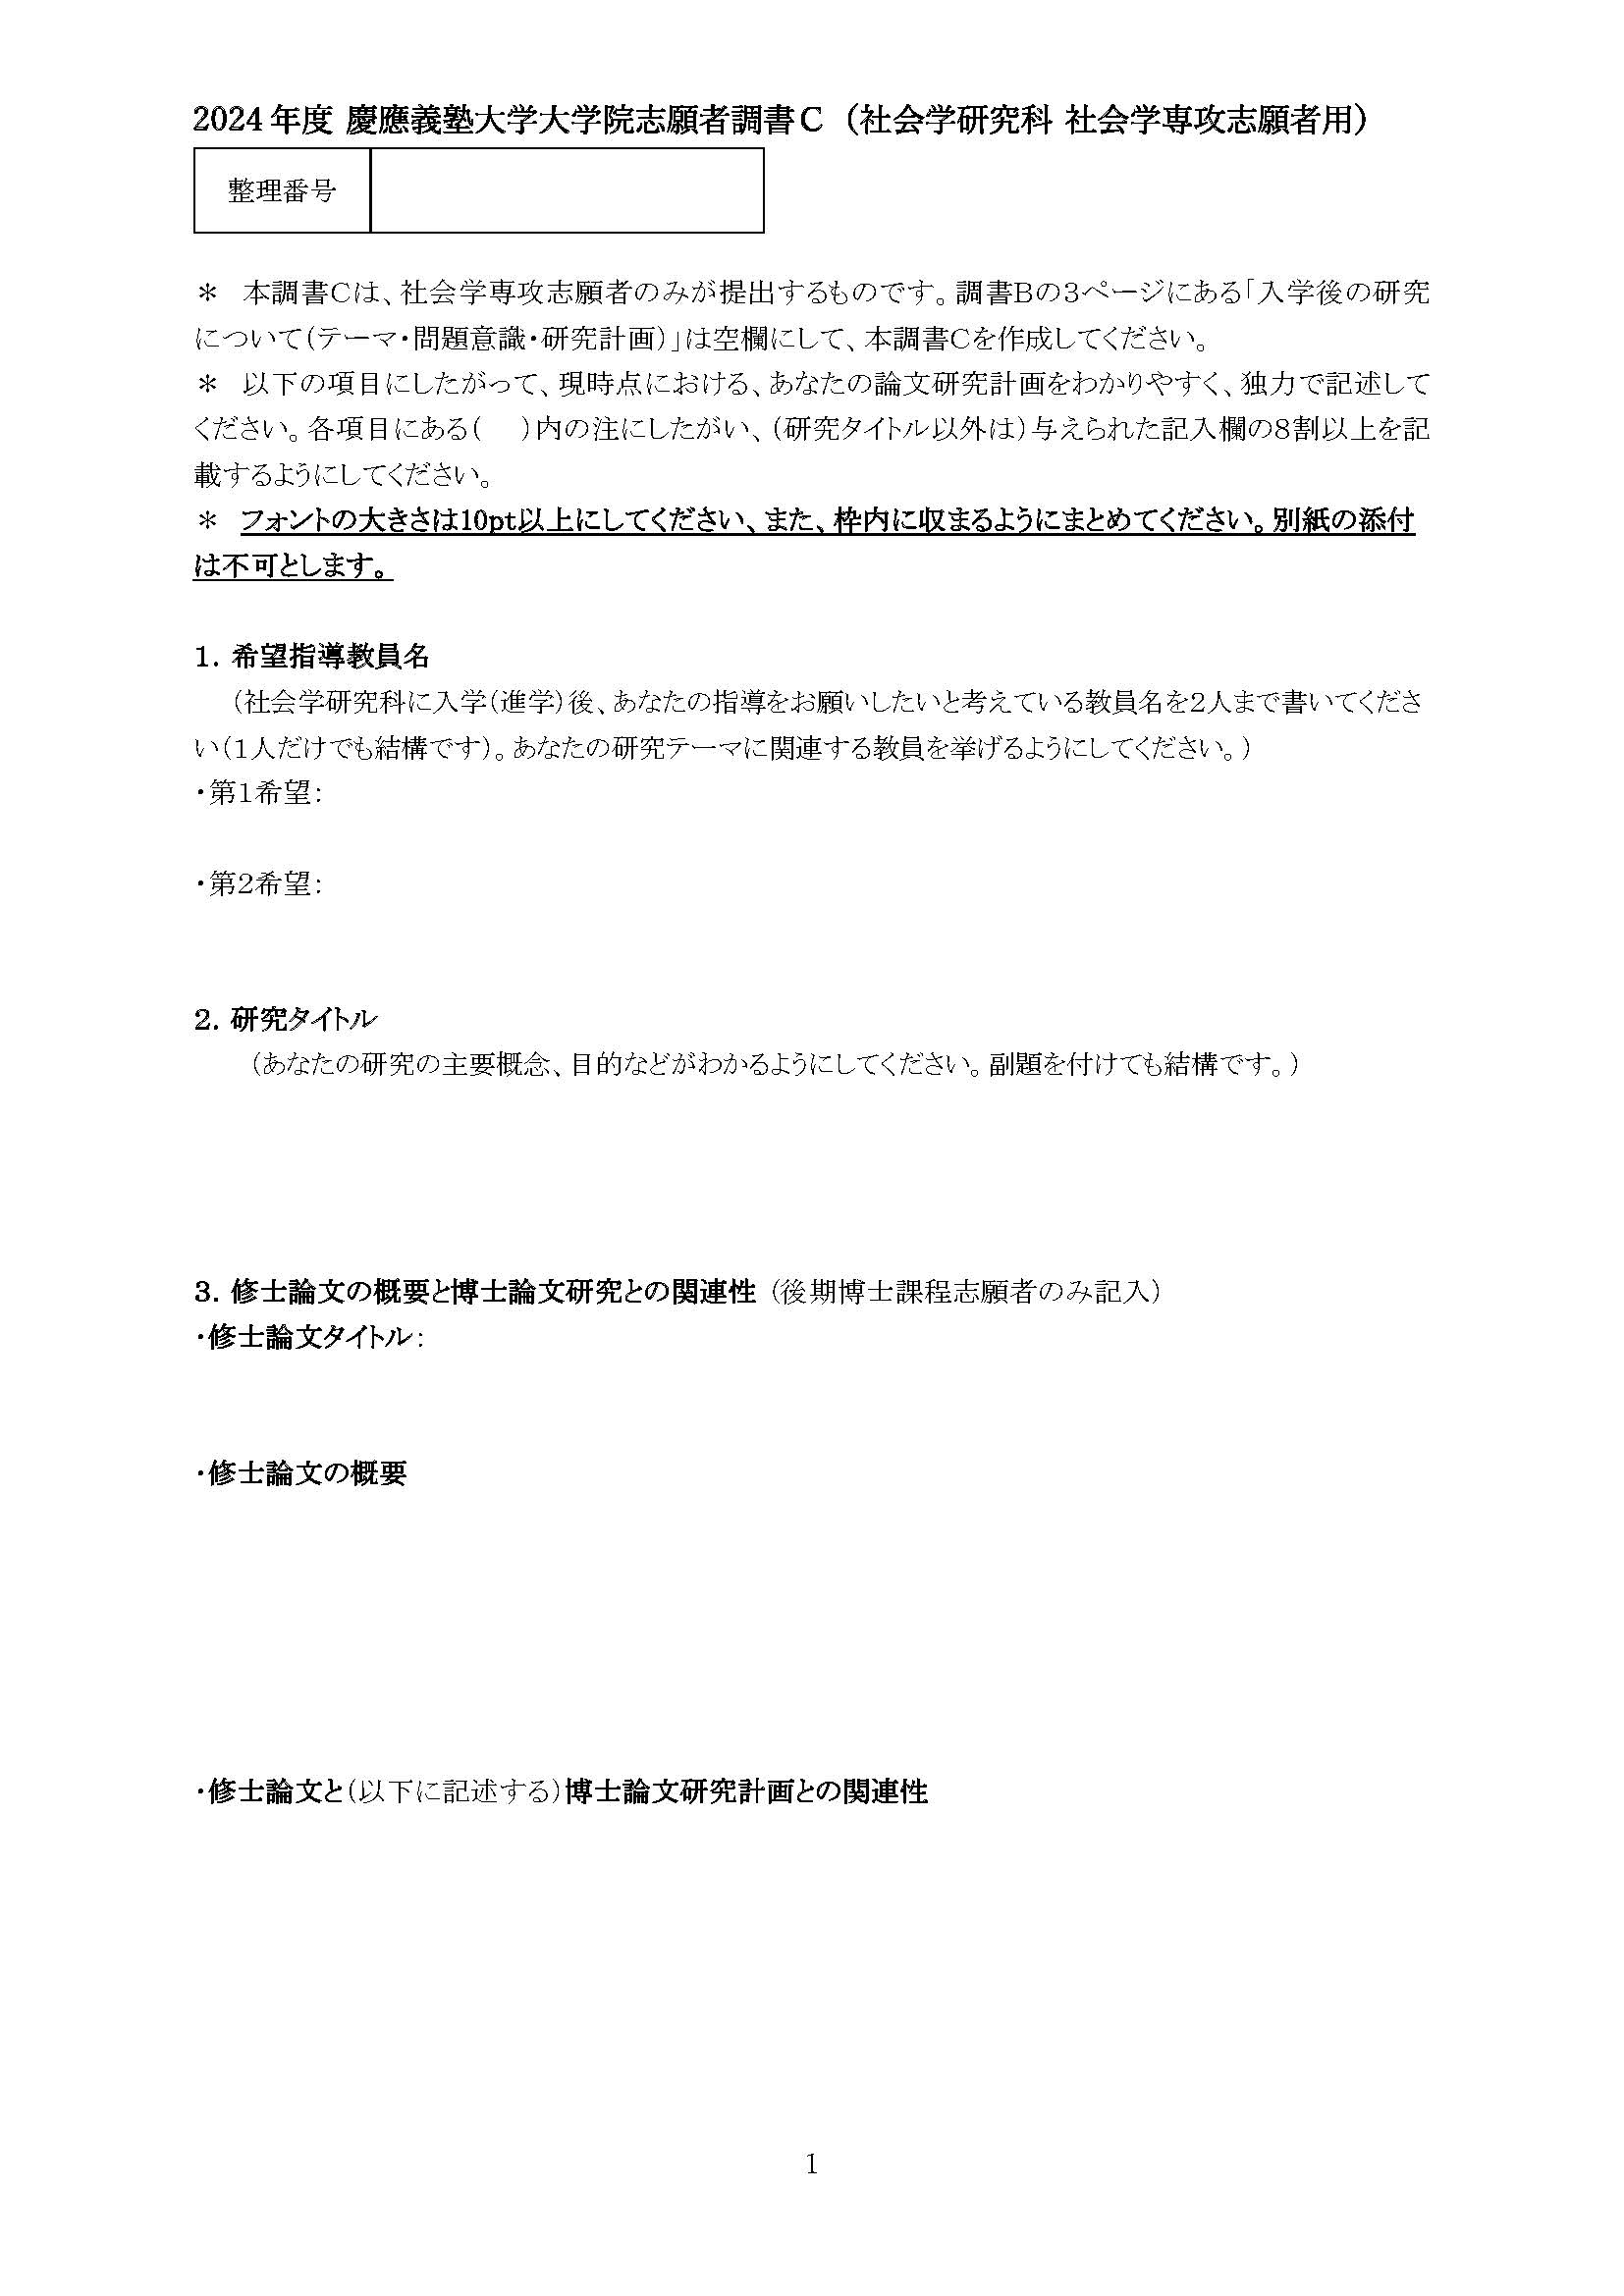 2024年度 慶應義塾大学大学院志願者調書C（社会学研究科 社会学専攻志願者用）
整理番号
＊　本調書Cは、社会学専攻志願者のみが提出するものです。調書Bの3ページにある「入学後の研究
について（テーマ・問題意識・研究計画）」は空欄にして、本調書Cを作成してください。
＊　以下の項目にしたがって、現時点における、あなたの論文研究計画をわかりやすく、独力で記述して
ください。各項目にある（　）内の注にしたがい、（研究タイトル以外は）与えられた記入欄の8割以上を記
載するようにしてください。
＊　フォントの大きさは10pt以上にしてください、また、枠内に収まるようにまとめてください。別紙の添付
は不可とします。
1. 希望指導教員名
（社会学研究科に入学（進学）後、あなたの指導をお願いしたいと考えている教員名を2人まで書いてくださ
い（1人だけでも結構です）。あなたの研究テーマに関連する教員を挙げるようにしてください。）
・第1希望：
・第2希望：
2. 研究タイトル
（あなたの研究の主要概念、目的などがわかるようにしてください。副題を付けても結構です。）
3. 修士論文の概要と博士論文研究との関連性（後期博士課程志願者のみ記入）
・修士論文タイトル：
・修士論文の概要
・修士論文と（以下に記述する）博士論文研究計画との関連性
1